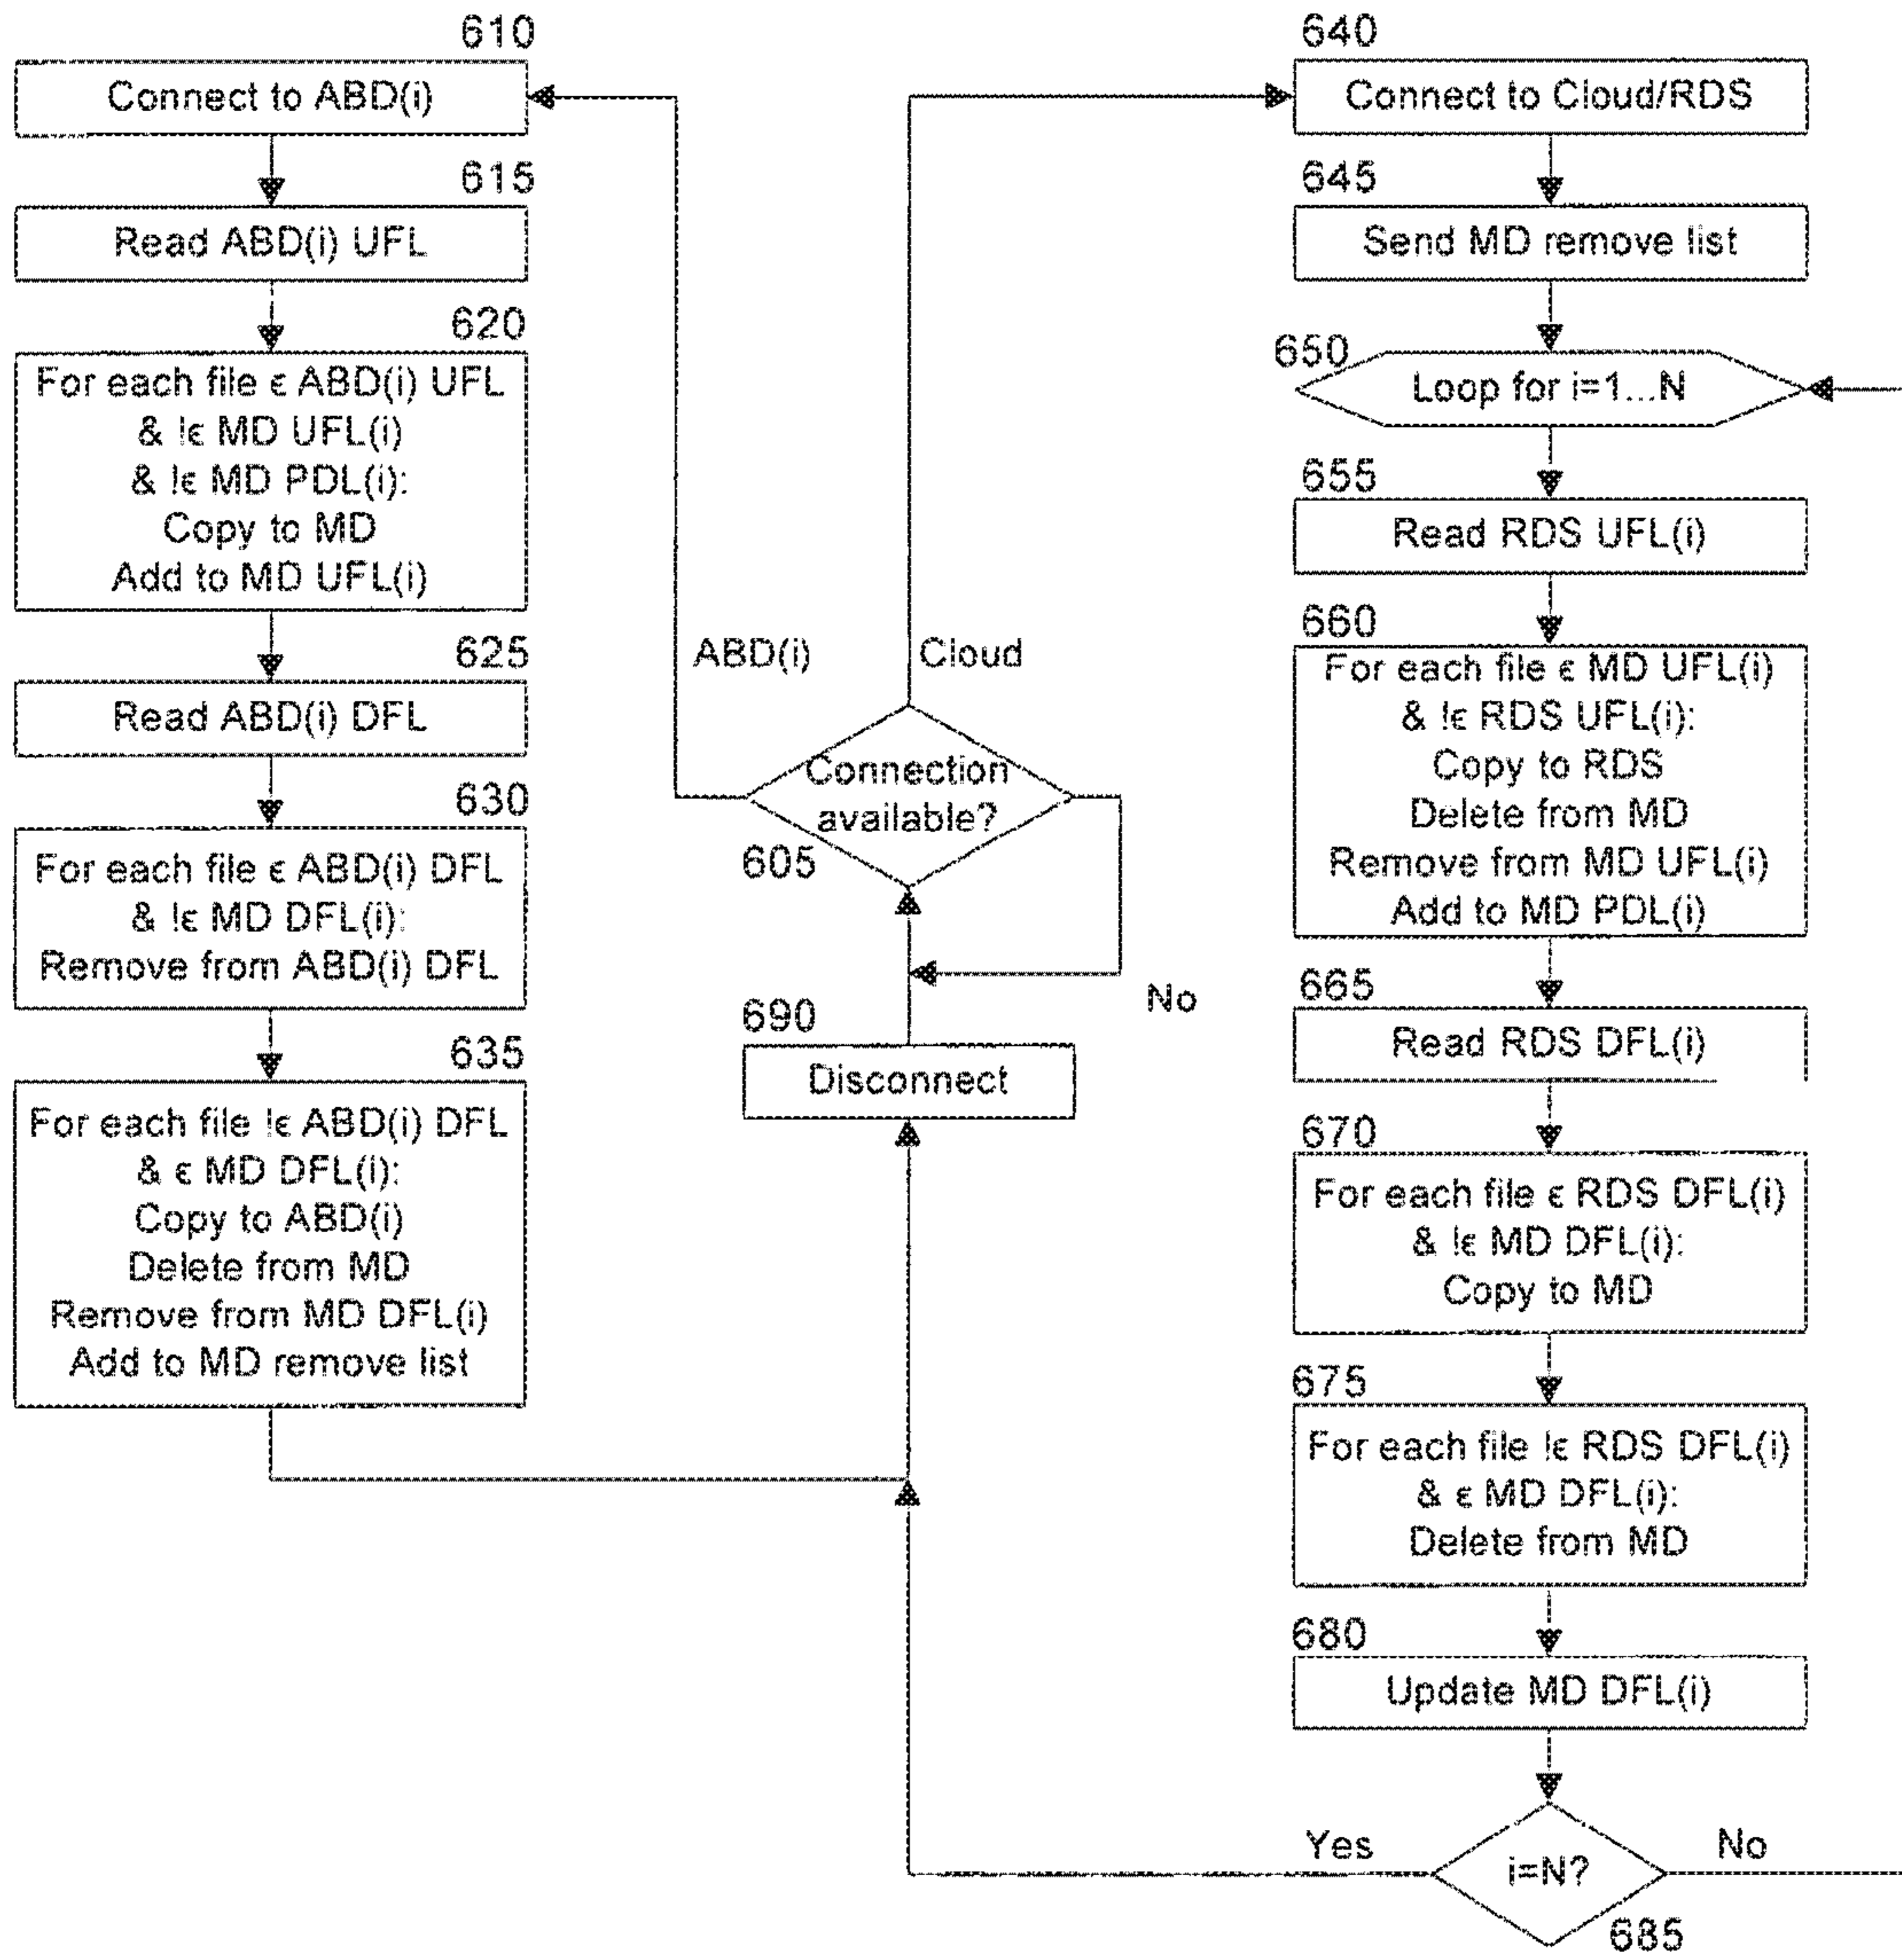 610
Connect to ABD(i)
615
Read ABD(i) UFL
620
For each file ϵ ABD(i) UFL
& !ϵ MD UFL(i)
& !ϵ MD PDL(i):
Copy to MD
Add to MD UFL(i)
625
Read ABD(i) DFL
630
For each file ϵ ABD(i) DFL
& !ϵ MD DFL(i):
Remove from ABD(i) DFL
635
For each file !ϵ ABD(i) DFL
& ϵ MD DFL(i):
Copy to ABD(i)
Delete from MD
Remove from MD DFL(i)
Add to MD remove list
ABD(i)
Cloud
Connection
available?
605
No
690
Disconnect
640
Connect to Cloud/RDS
645
Send MD remove list
650
Loop for i=1...N
655
Read RDS UFL(i)
660
For each file ϵ MD UFL(i)
& !ϵ RDS UFL(i):
Copy to RDS
Delete from MD
Remove from MD UFL(i)
Add to MD PDL(i)
665
Read RDS DFL(i)
670
For each file ϵ RDS DFL(i)
& !ϵ MD DFL(i):
Copy to MD
675
For each file !ϵ RDS DFL(i)
& ϵ MD DFL(i):
Delete from MD
680
Update MD DFL(i)
Yes
i=N?
No
685